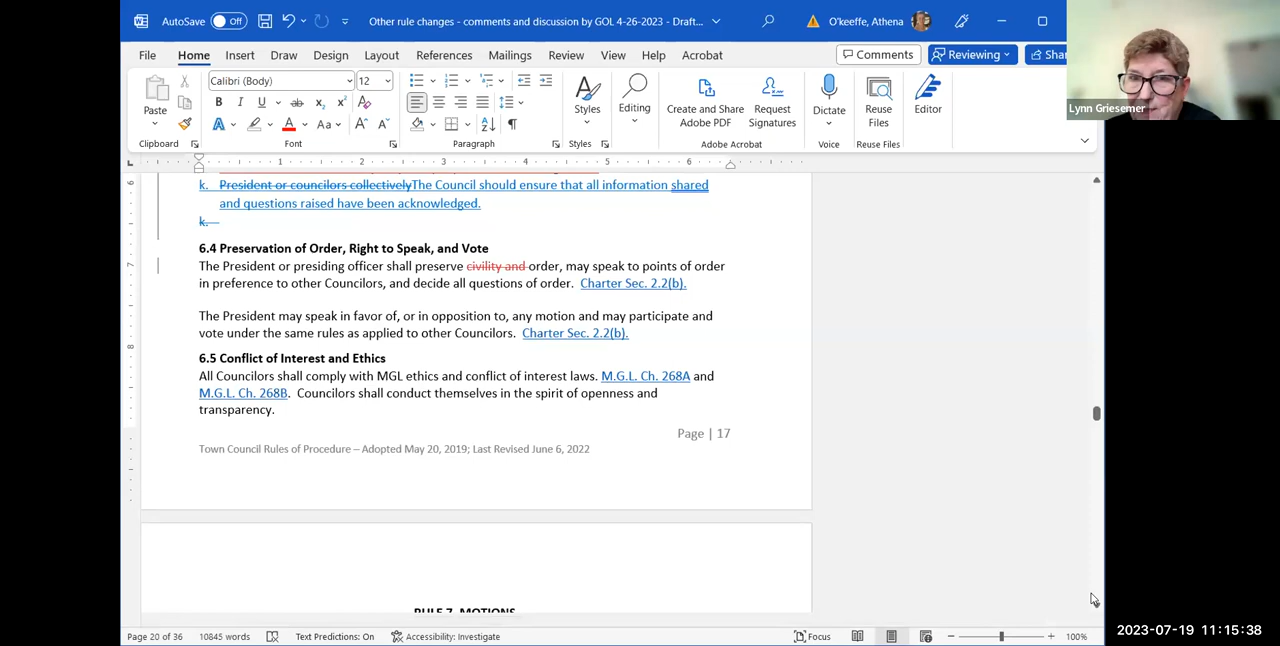 AutoSave Off Other rule changes - comments and discussion by GOL 4-26-2023 - Draft... O'keeffe, Athena
File Home Insert Draw Design Layout References Mailings Review View Help Acrobat Comments Reviewing Shar
Lynn Griesemer
Calibri (Body) 12
Paste Styles Editing Create and Share Adobe PDF Request Signatures Dictate Reuse Files Editor
Clipboard Font Paragraph Styles Adobe Acrobat Voice Reuse Files
1 2 3 4 5 6
k. President or councilors collectivelyThe Council should ensure that all information shared
and questions raised have been acknowledged.
k.
6.4 Preservation of Order, Right to Speak, and Vote
The President or presiding officer shall preserve civility and order, may speak to points of order
in preference to other Councilors, and decide all questions of order. Charter Sec. 2.2(b).
The President may speak in favor of, or in opposition to, any motion and may participate and
vote under the same rules as applied to other Councilors. Charter Sec. 2.2(b).
6.5 Conflict of Interest and Ethics
All Councilors shall comply with MGL ethics and conflict of interest laws. M.G.L. Ch. 268A and
M.G.L. Ch. 268B. Councilors shall conduct themselves in the spirit of openness and
transparency.
Page | 17
Town Council Rules of Procedure – Adopted May 20, 2019; Last Revised June 6, 2022
RULE 7. MOTIONS
Page 20 of 36 10845 words Text Predictions: On Accessibility: Investigate Focus 100%
2023-07-19 11:15:38